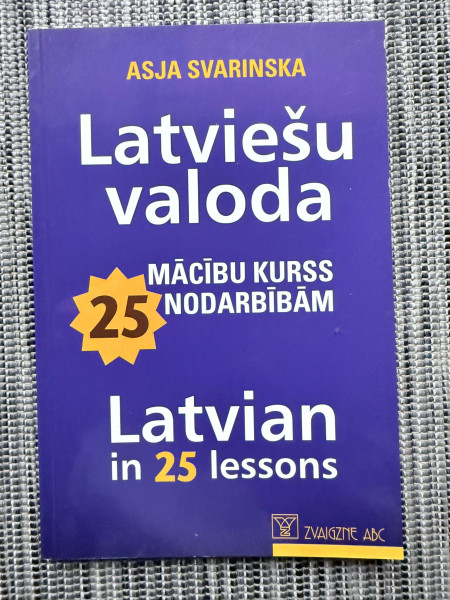 ASJA SVARINSKA
Latviešu
valoda
MĀCĪBU KURSS
25 NODARBĪBĀM
Latvian
in 25 lessons
ZVAIGZNE ABC